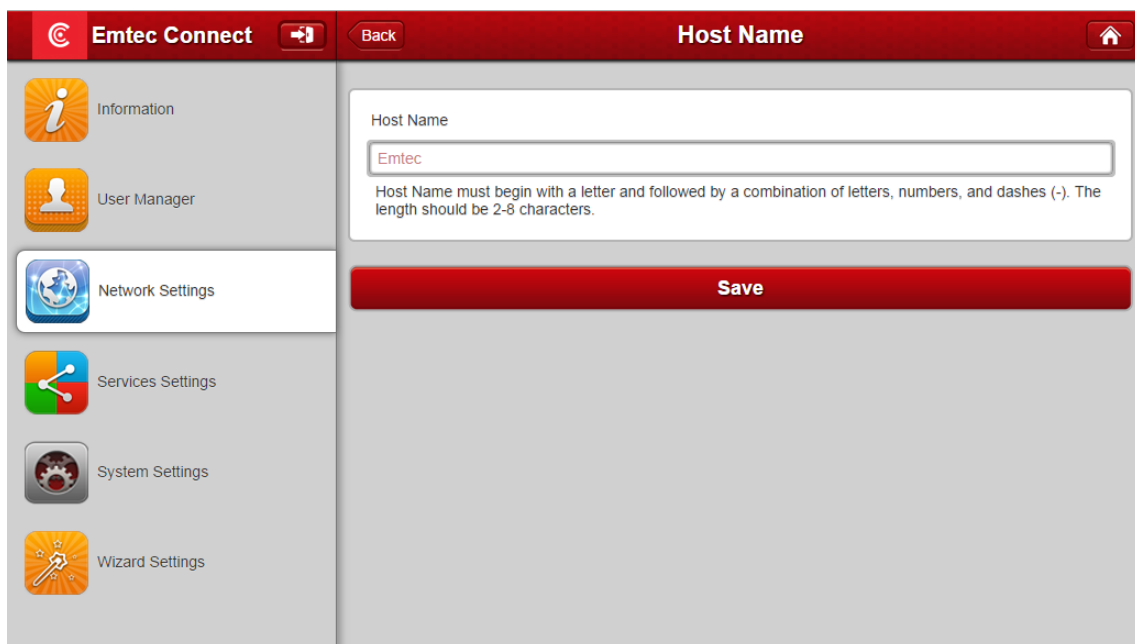 Emtec Connect
Back
Host Name
Information
User Manager
Network Settings
Services Settings
System Settings
Wizard Settings
Host Name
Emtec
Host Name must begin with a letter and followed by a combination of letters, numbers, and dashes (-). The
length should be 2-8 characters.
Save